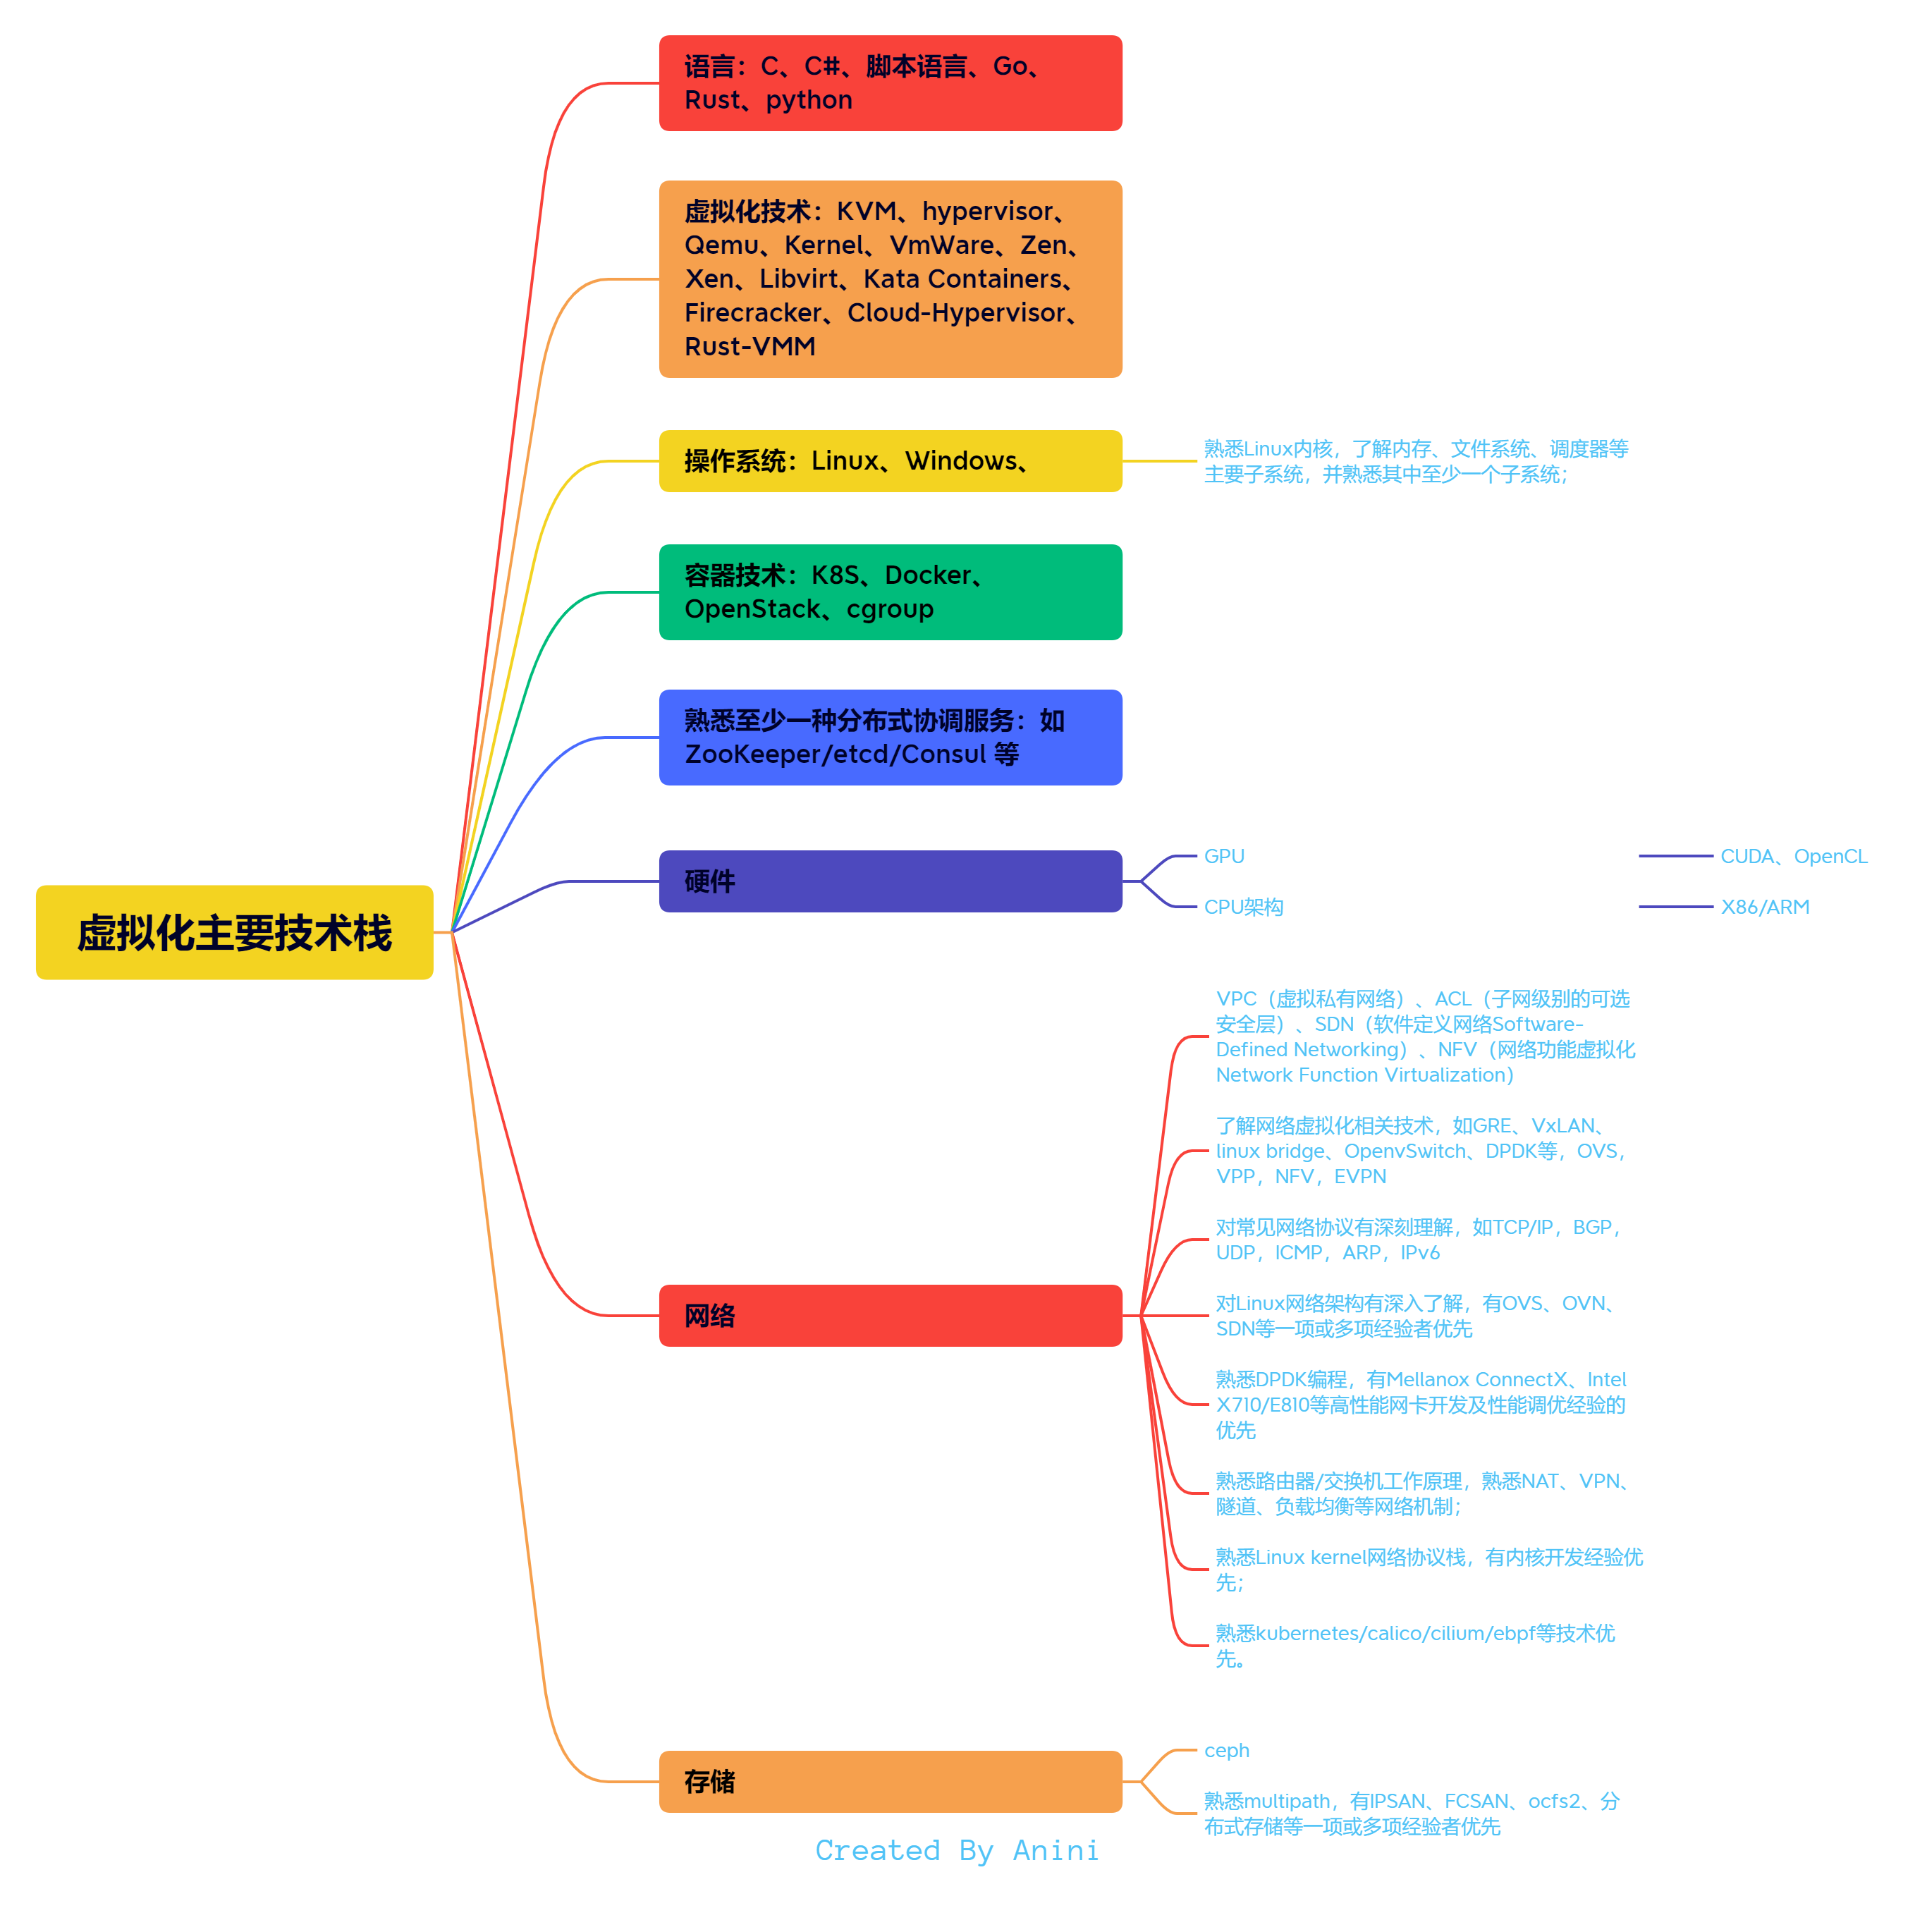 语言：C、C#、脚本语言、Go、
Rust、python
虚拟化技术：KVM、hypervisor、
Qemu、Kernel、VmWare、Zen、
Xen、Libvirt、Kata Containers、
Firecracker、Cloud-Hypervisor、
Rust-VMM
操作系统：Linux、Windows、
熟悉Linux内核，了解内存、文件系统、调度器等
主要子系统，并熟悉其中至少一个子系统；
容器技术：K8S、Docker、
OpenStack、cgroup
熟悉至少一种分布式协调服务：如
ZooKeeper/etcd/Consul 等
虚拟化主要技术栈
硬件
GPU
CUDA、OpenCL
CPU架构
X86/ARM
网络
VPC（虚拟私有网络）、ACL（子网级别的可选
安全层）、SDN（软件定义网络Software-
Defined Networking）、NFV（网络功能虚拟化
Network Function Virtualization)
了解网络虚拟化相关技术，如GRE、VxLAN、
linux bridge、OpenvSwitch、DPDK等，OVS，
VPP，NFV，EVPN
对常见网络协议有深刻理解，如TCP/IP，BGP，
UDP，ICMP，ARP，IPv6
对Linux网络架构有深入了解，有OVS、OVN、
SDN等一项或多项经验者优先
熟悉DPDK编程，有Mellanox ConnectX、Intel
X710/E810等高性能网卡开发及性能调优经验的
优先
熟悉路由器/交换机工作原理，熟悉NAT、VPN、
隧道、负载均衡等网络机制；
熟悉Linux kernel网络协议栈，有内核开发经验优
先；
熟悉kubernetes/calico/cilium/ebpf等技术优
先。
存储
ceph
熟悉multipath，有IPSAN、FCSAN、ocfs2、分
布式存储等一项或多项经验者优先
Created By Anini